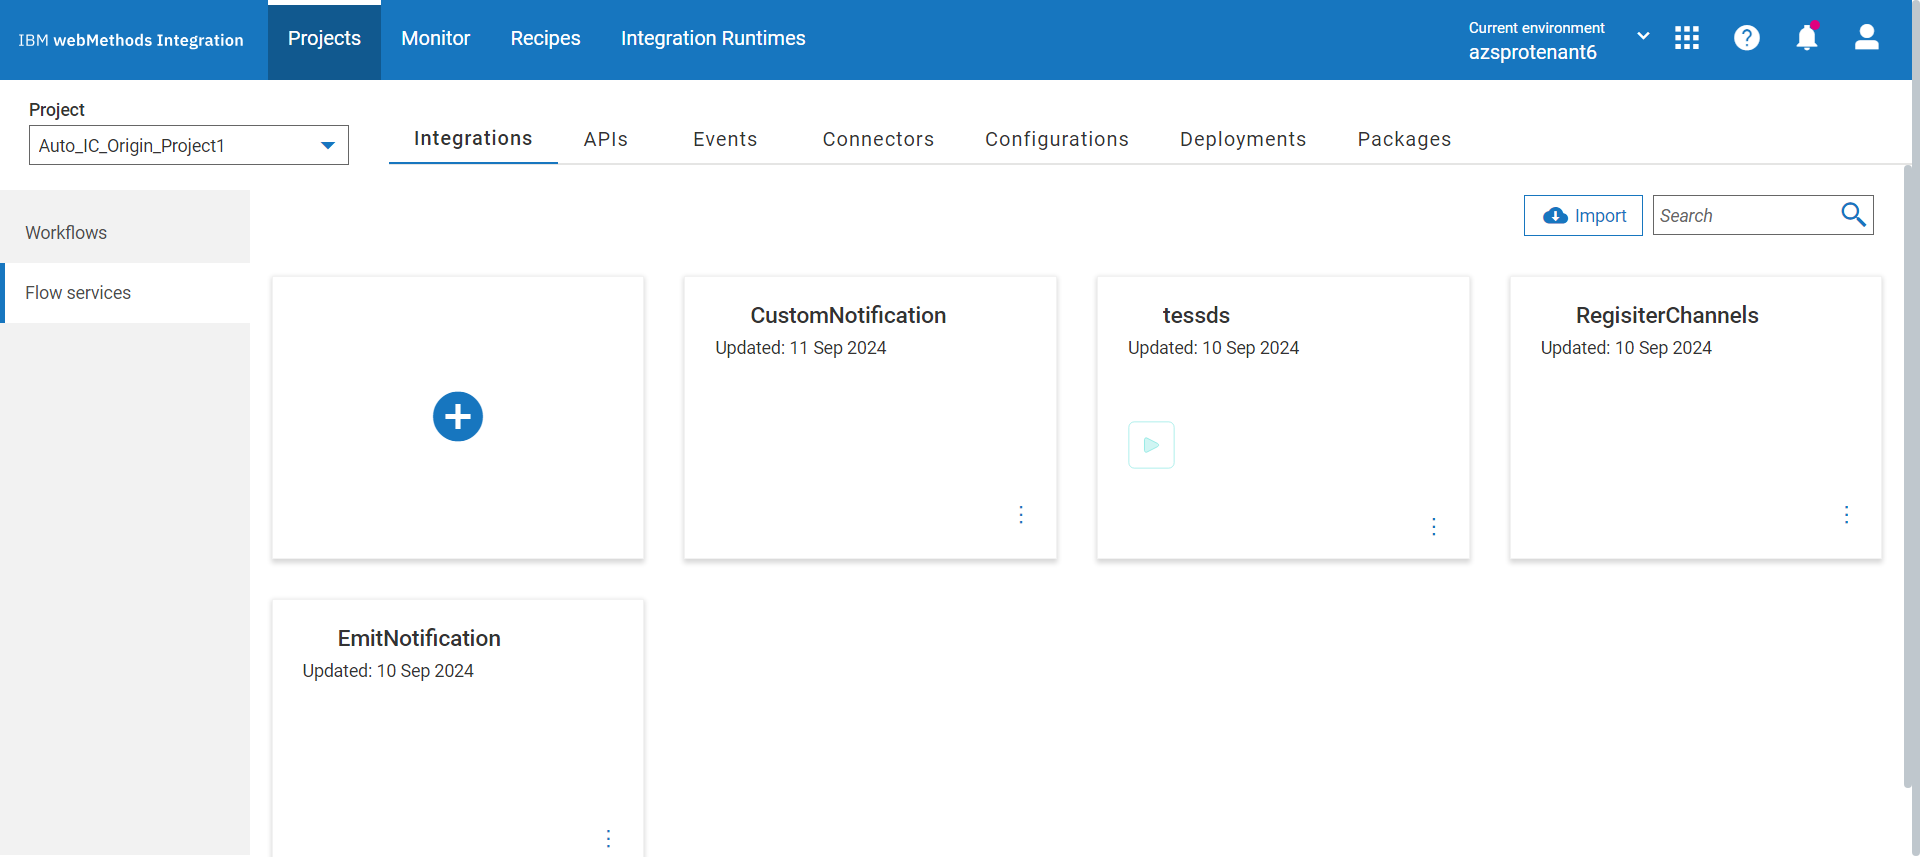 IBM webMethods Integration
Projects
Monitor
Recipes
Integration Runtimes
Current environment
azsprotenant6
Project
Auto_IC_Origin_Project1
Integrations
APIs
Events
Connectors
Configurations
Deployments
Packages
Workflows
Flow services
Import
Search
CustomNotification
Updated: 11 Sep 2024
tessds
Updated: 10 Sep 2024
RegisiterChannels
Updated: 10 Sep 2024
EmitNotification
Updated: 10 Sep 2024